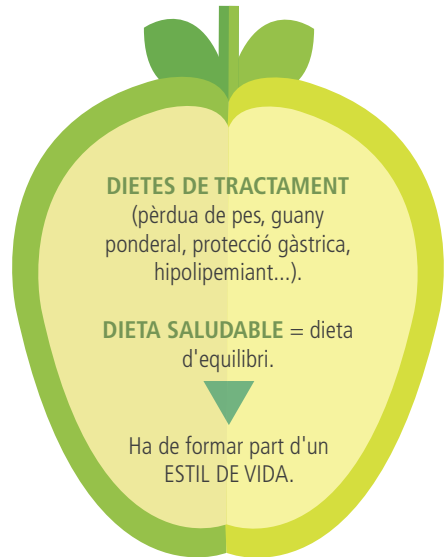 DIETES DE TRACTAMENT
(pèrdua de pes, guany
ponderal, protecció gàstrica,
hipolipemiant...).
DIETA SALUDABLE = dieta
d'equilibri.
Ha de formar part d'un
ESTIL DE VIDA.